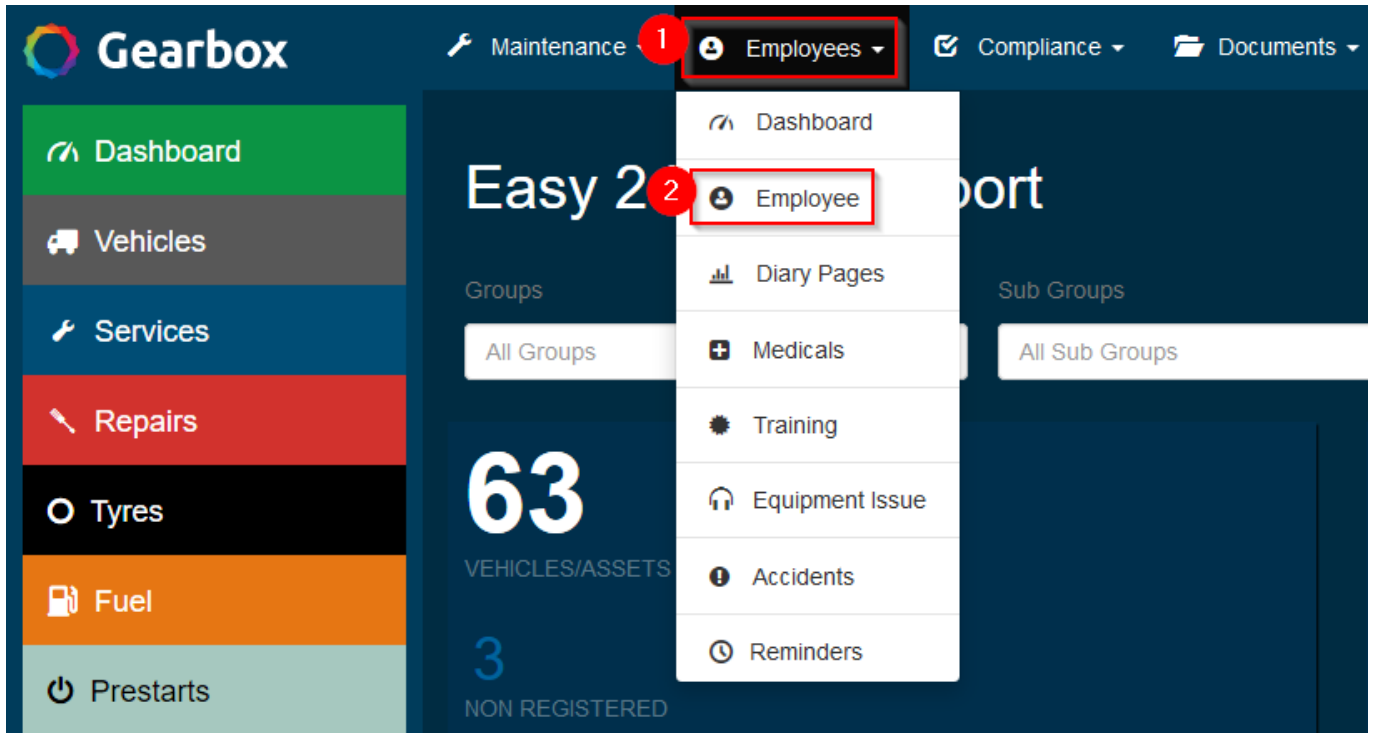 Gearbox
Maintenance
1
Employees
Compliance
Documents
Dashboard
Vehicles
Services
Repairs
Tyres
Fuel
Prestarts
Dashboard
2
Employee
Diary Pages
Medicals
Training
Equipment Issue
Accidents
Reminders
Easy 2
port
Groups
Sub Groups
All Groups
All Sub Groups
63
VEHICLES/ASSETS
3
NON REGISTERED